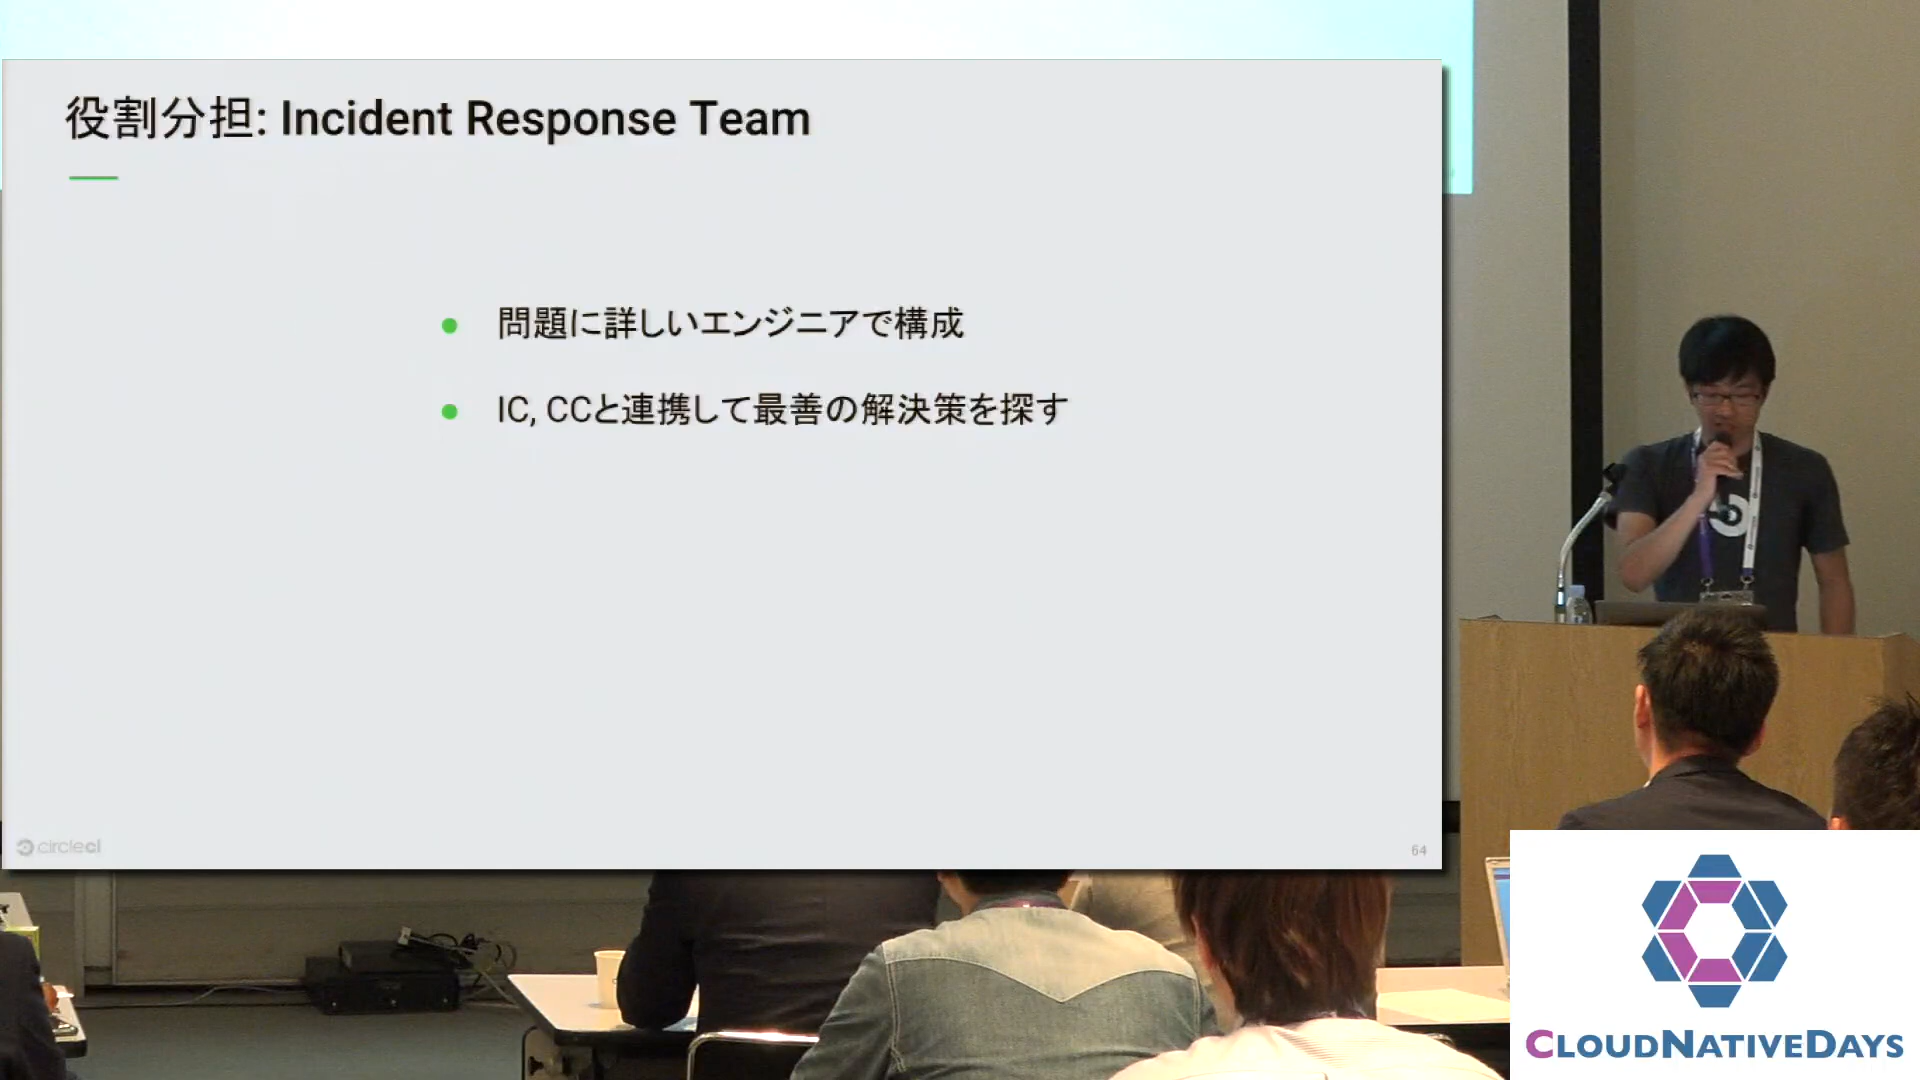 役割分担: Incident Response Team
問題に詳しいエンジニアで構成
IC, CCと連携して最善の解決策を探す
circleci
64
CLOUDNATIVEDAYS